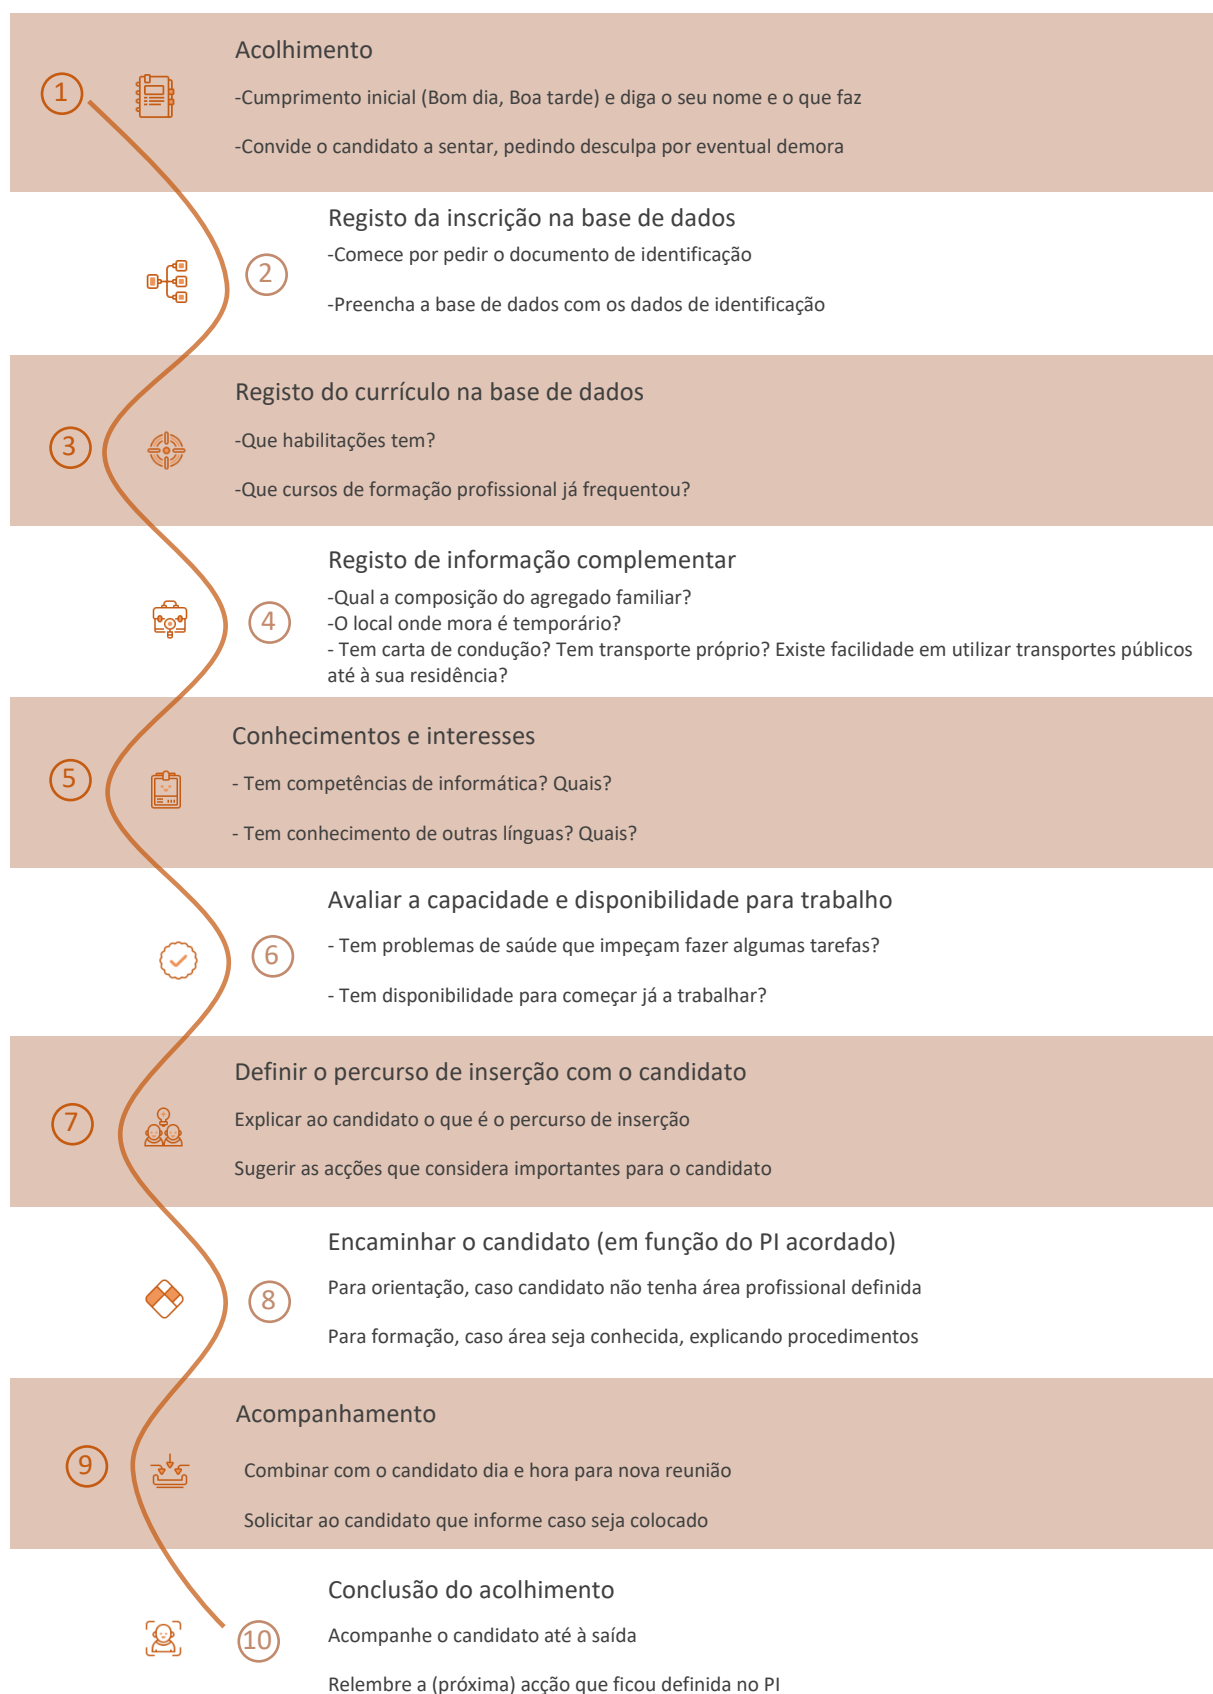 Acolhimento
1
-Cumprimento inicial (Bom dia, Boa tarde) e diga o seu nome e o que faz
-Convide o candidato a sentar, pedindo desculpa por eventual demora
Registo da inscrição na base de dados
-Comece por pedir o documento de identificação
2
-Preencha a base de dados com os dados de identificação
Registo do currículo na base de dados
3
-Que habilitações tem?
-Que cursos de formação profissional já frequentou?
Registo de informação complementar
-Qual a composição do agregado familiar?
4
-O local onde mora é temporário?
- Tem carta de condução? Tem transporte próprio? Existe facilidade em utilizar transportes públicos
até à sua residência?
Conhecimentos e interesses
5
- Tem competências de informática? Quais?
- Tem conhecimento de outras línguas? Quais?
Avaliar a capacidade e disponibilidade para trabalho
6
- Tem problemas de saúde que impeçam fazer algumas tarefas?
- Tem disponibilidade para começar já a trabalhar?
Definir o percurso de inserção com o candidato
7
Explicar ao candidato o que é o percurso de inserção
Sugerir as acções que considera importantes para o candidato
Encaminhar o candidato (em função do PI acordado)
8
Para orientação, caso candidato não tenha área profissional definida
Para formação, caso área seja conhecida, explicando procedimentos
Acompanhamento
9
Combinar com o candidato dia e hora para nova reunião
Solicitar ao candidato que informe caso seja colocado
Conclusão do acolhimento
10
Acompanhe o candidato até à saída
Relembre a (próxima) acção que ficou definida no PI